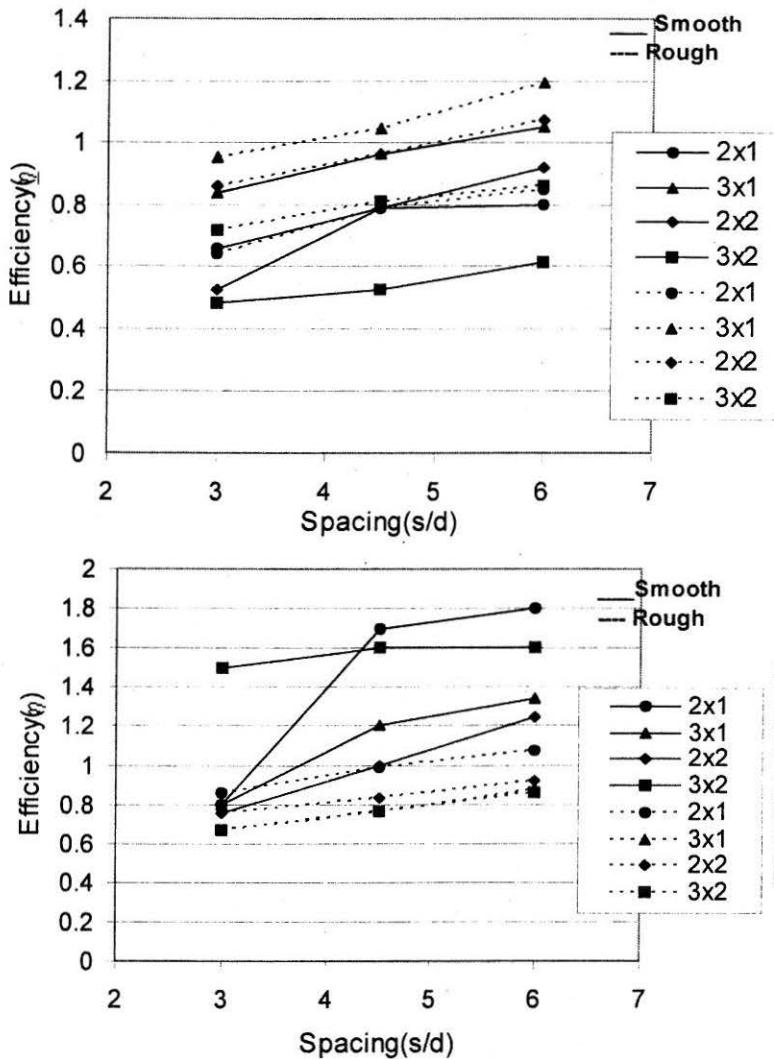 1.4
1.2
1
0.8
0.6
0.4
0.2
0
Efficiency(η)
2 3 4 5 6 7
Spacing(s/d)
Smooth
Rough
2x1
3x1
2x2
3x2
2x1
3x1
2x2
3x2
2
1.8
1.6
1.4
1.2
1
0.8
0.6
0.4
0.2
0
Efficiency(η)
2 3 4 5 6 7
Spacing(s/d)
Smooth
Rough
2x1
3x1
2x2
3x2
2x1
3x1
2x2
3x2